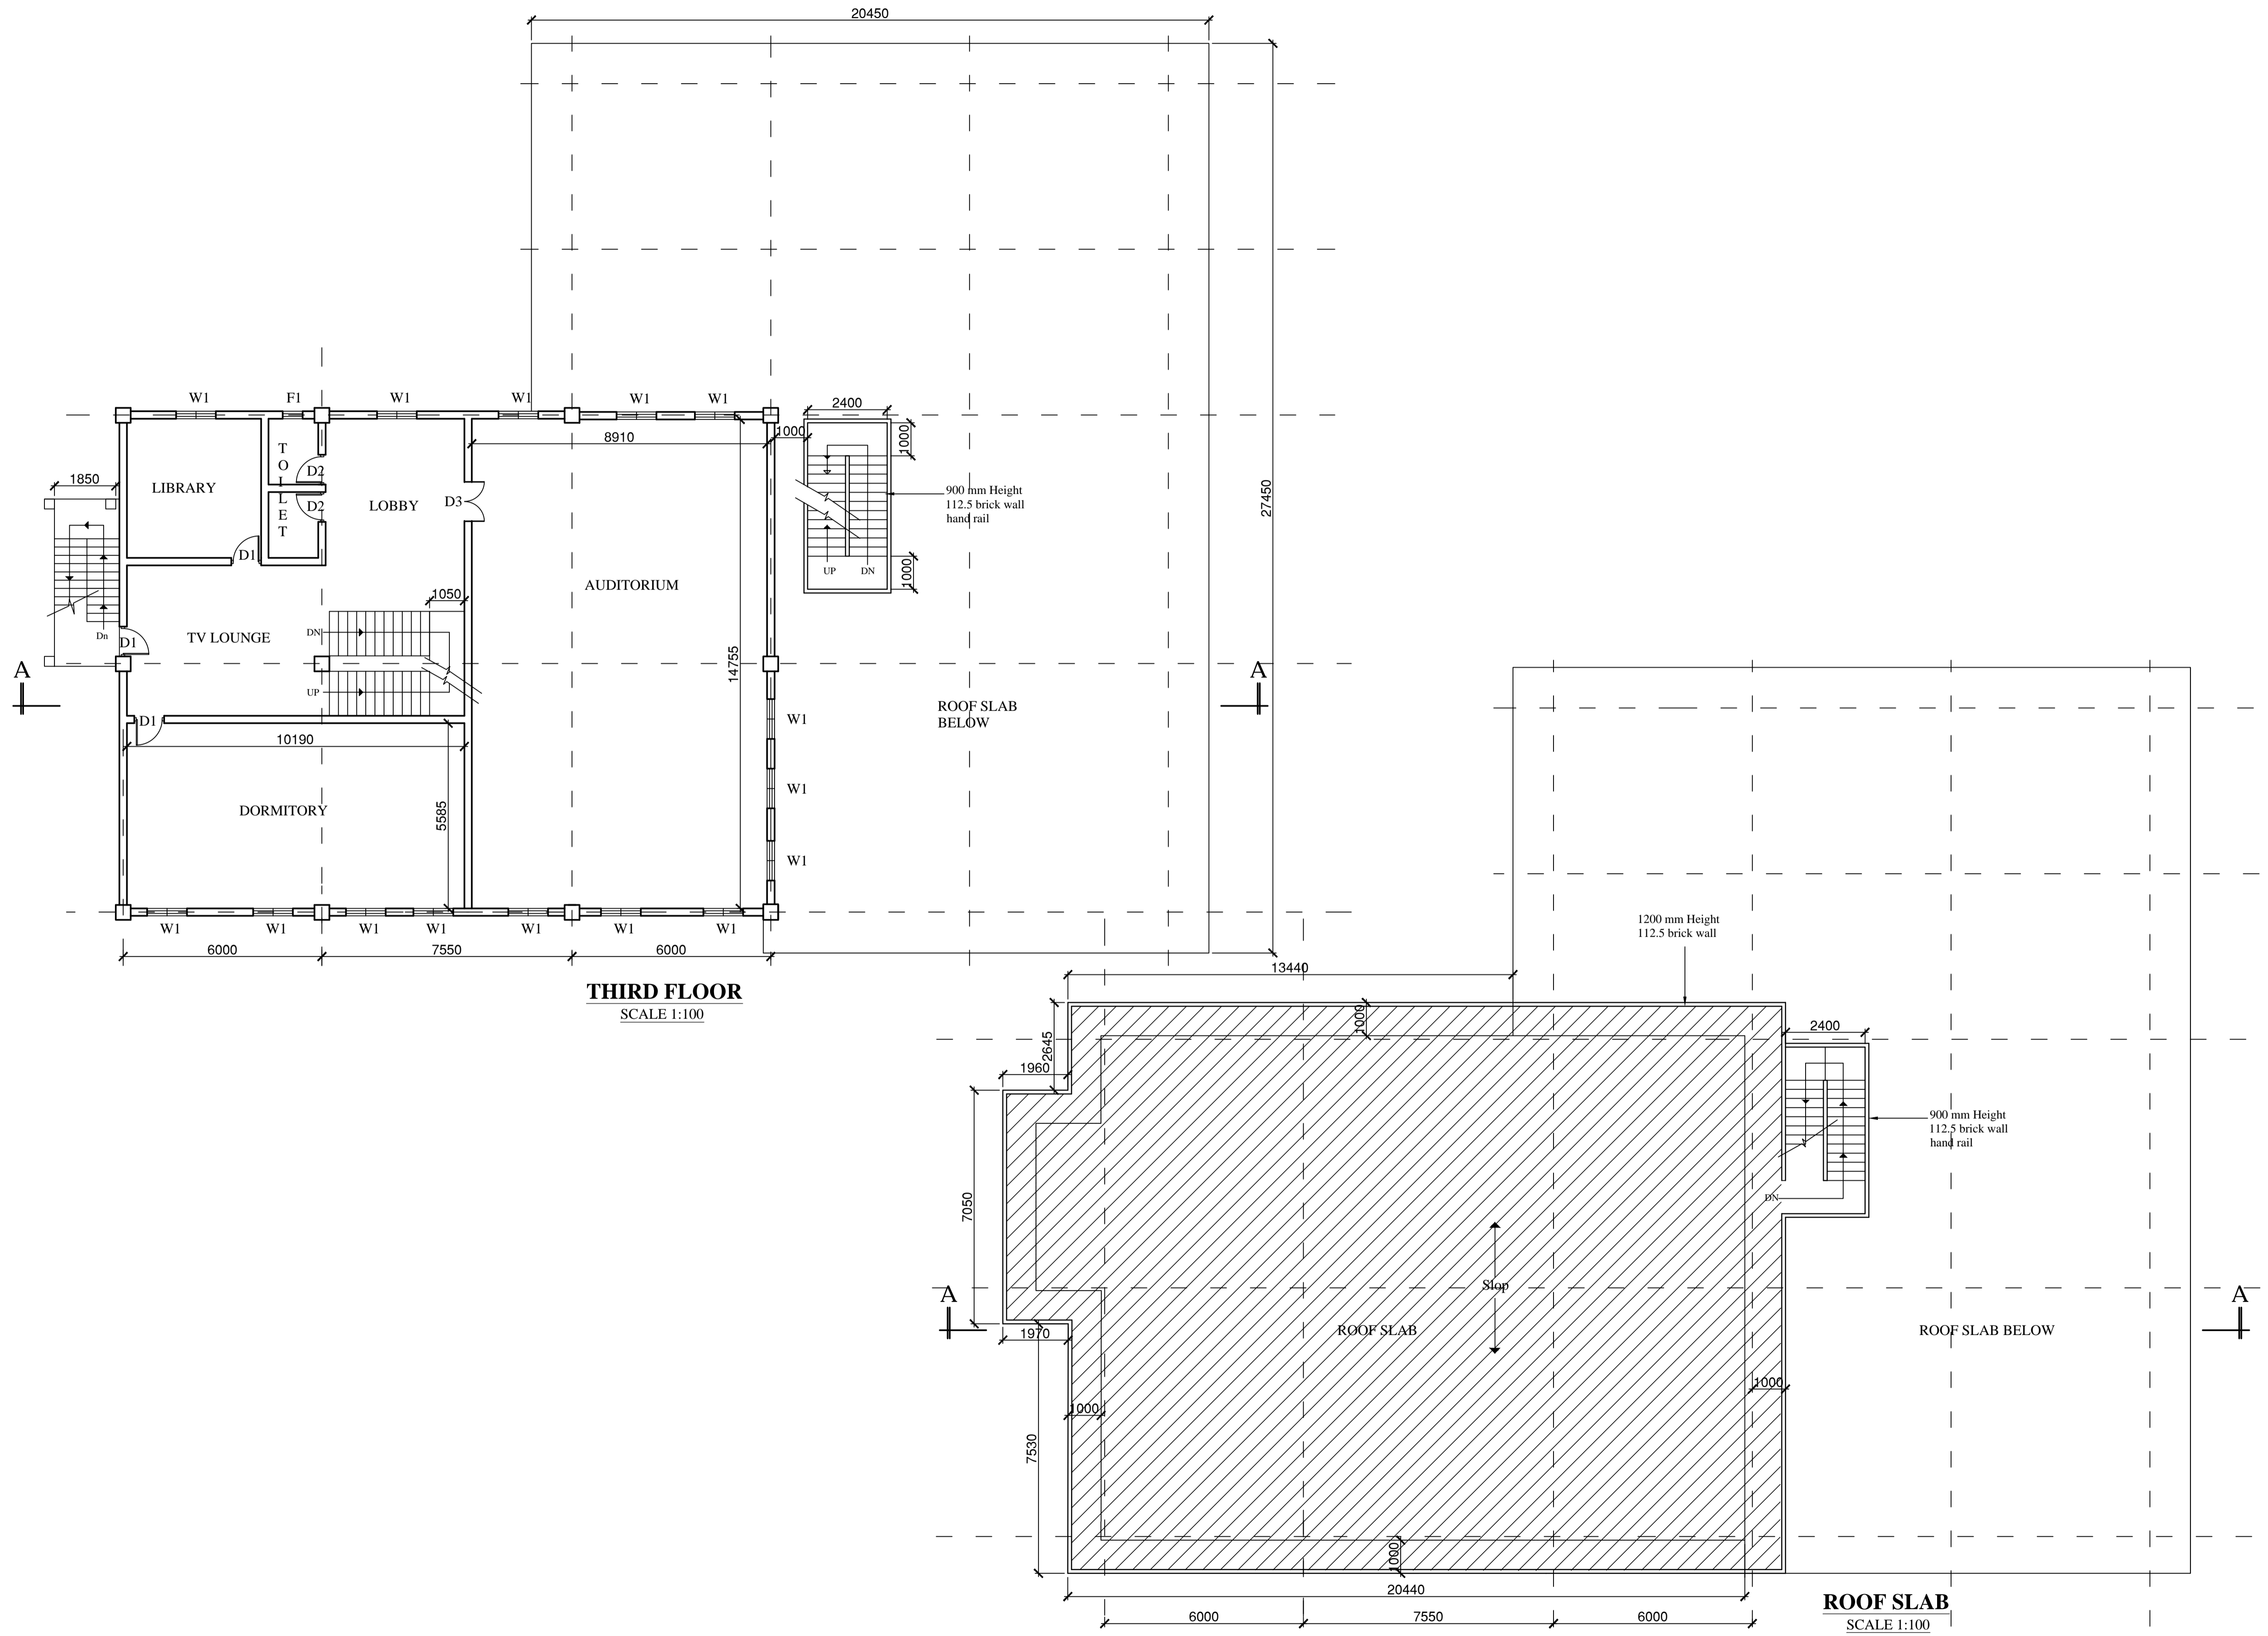 20450
27450
W1
F1
W1
W1
W1
W1
2400
1000
8910
1000
1850
LIBRARY
TOILET
D2
D2
LOBBY
D3
900 mm Height
112.5 brick wall
hand rail
D1
UP
DN
1000
AUDITORIUM
1050
Dn
D1
TV LOUNGE
DN
UP
14755
A
A
ROOF SLAB
BELOW
D1
10190
W1
W1
W1
DORMITORY
5585
W1
W1
W1
W1
W1
W1
W1
6000
7550
6000
THIRD FLOOR
SCALE 1:100
1200 mm Height
112.5 brick wall
13440
1000
2645
2400
1960
900 mm Height
112.5 brick wall
hand rail
7050
DN
Slop
A
A
1970
ROOF SLAB
ROOF SLAB BELOW
1000
1000
7530
1000
20440
6000
7550
6000
ROOF SLAB
SCALE 1:100